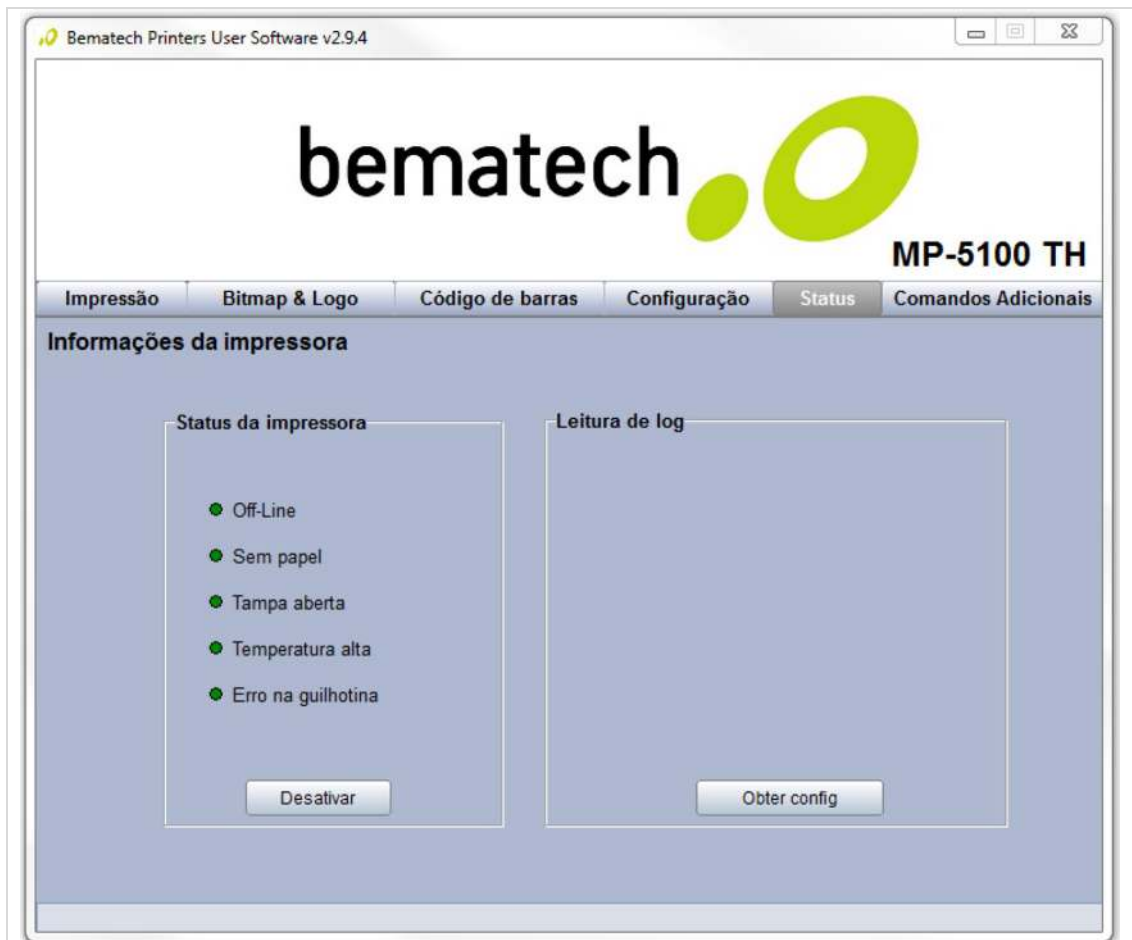 Bematech Printers User Software v2.9.4
bematech
MP-5100 TH
Impressão Bitmap & Logo Código de barras Configuração Status Comandos Adicionais
Informações da impressora
Status da impressora
Off-Line
Sem papel
Tampa aberta
Temperatura alta
Erro na guilhotina
Desativar
Leitura de log
Obter config